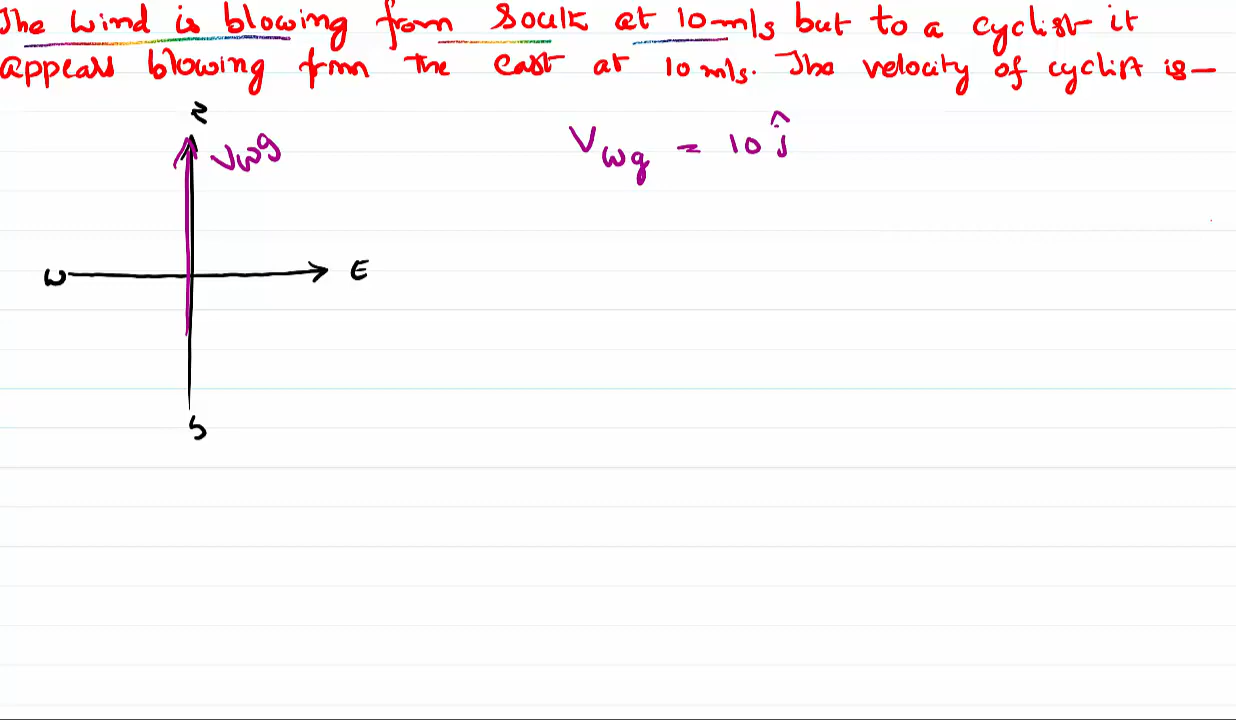 The wind is blowing from South at 10 m/s but to a cyclist it
appears blowing from the east at 10 m/s. The velocity of cyclist is –
N
Vwg
Vwg = 10 ĵ
W
E
S